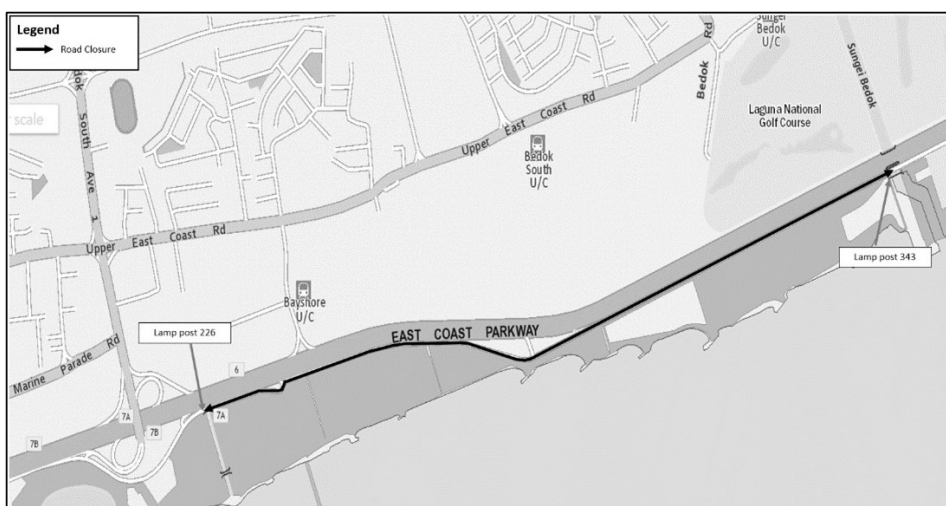 Legend
Road Closure
r scale
Bedok South Ave 1
Upper East Coast Rd
Upper East Coast Rd
Rd
Bedok
Sungei
Bedok
U/C
Sungei Bedok
Laguna National
Golf Course
Bedok
South
U/C
Lamp post 343
Bayshore
U/C
Lamp post 226
EAST COAST PARKWAY
Marine Parade Rd
6
7A
7A
7B
7B
7B